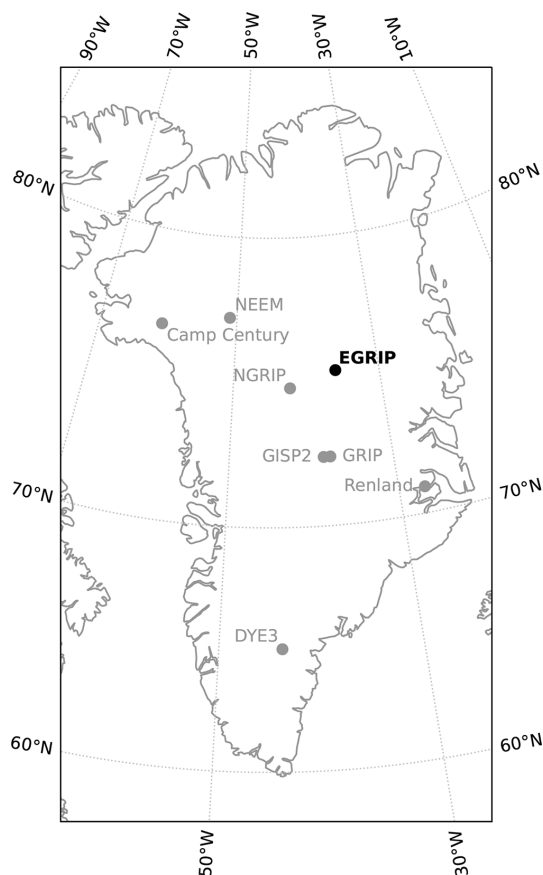 90°W
70°W
50°W
30°W
10°W
80°N
80°N
NEEM
Camp Century
EGRIP
NGRIP
GISP2
GRIP
Renland
70°N
70°N
DYE3
60°N
60°N
50°W
30°W